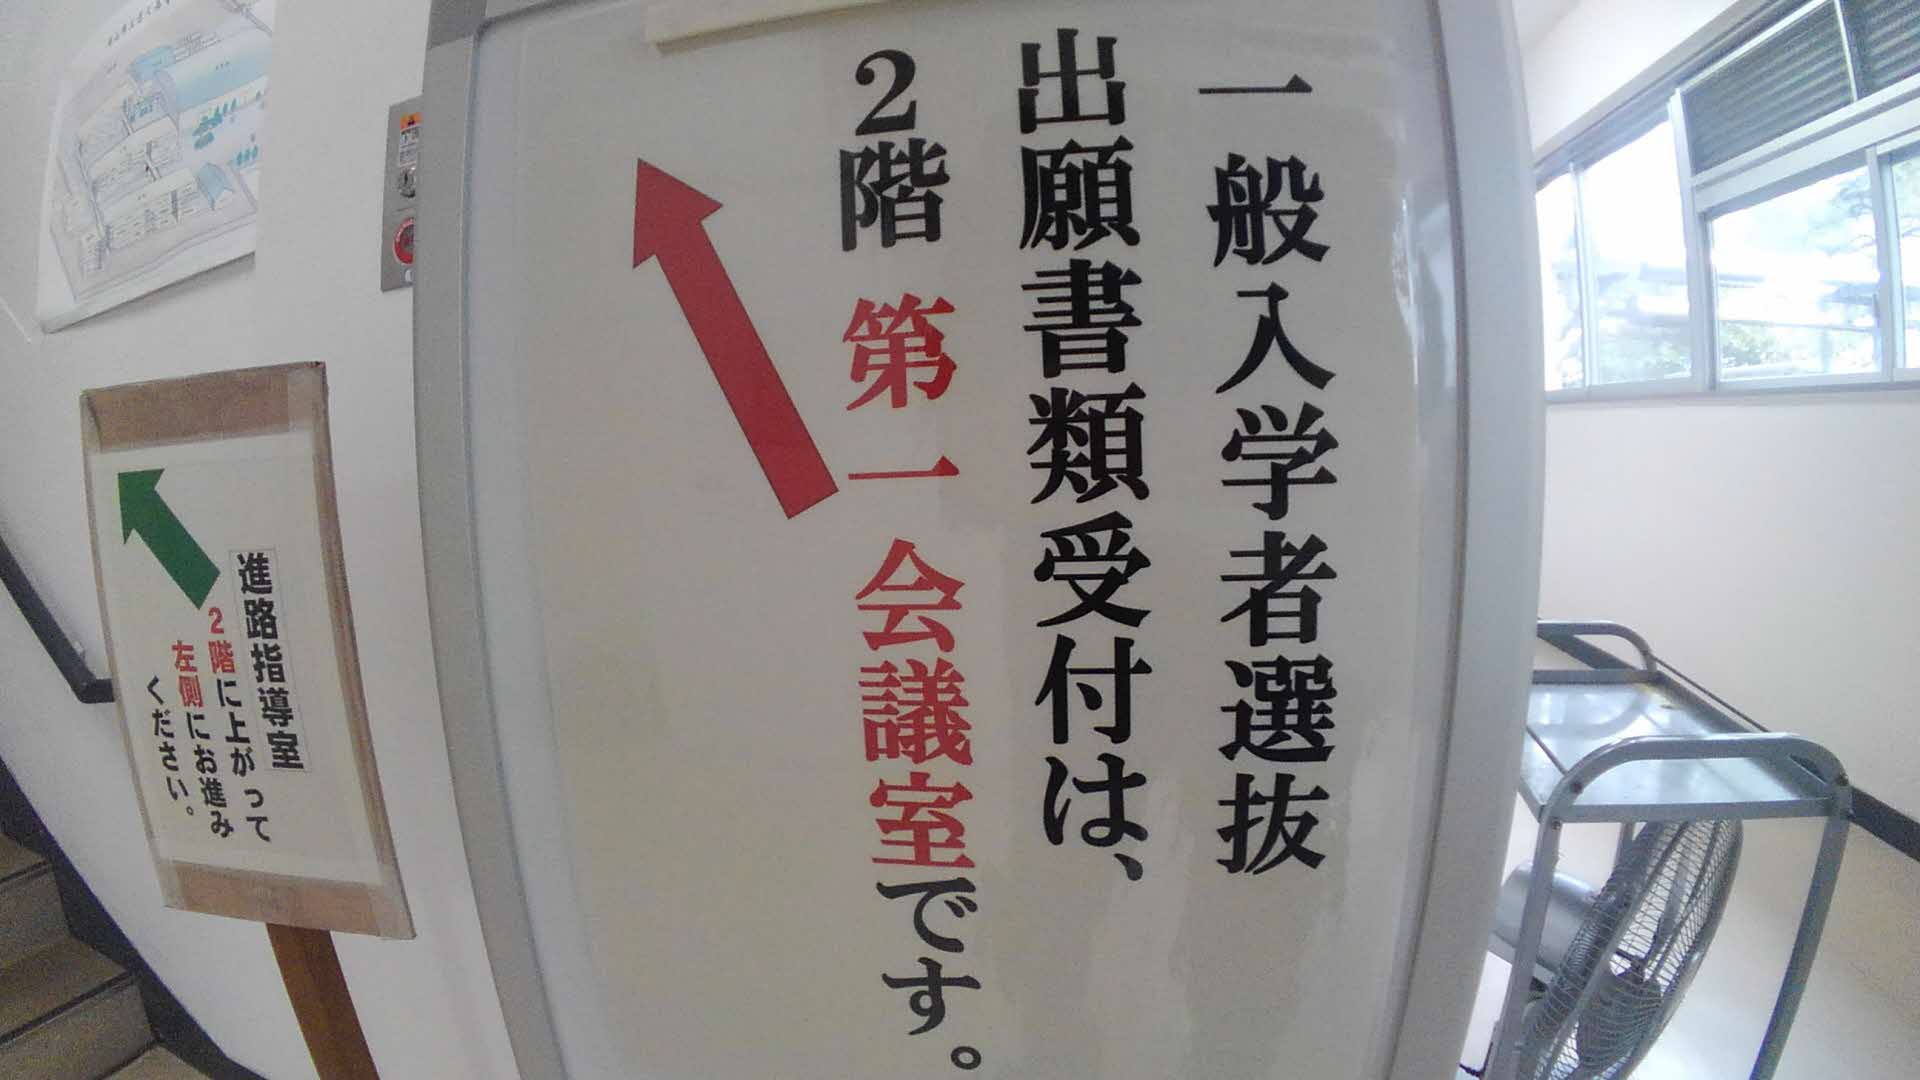 一般入学者選抜
出願書類受付は、
2階 第一会議室です。
進路指導室
2階に上がって
左側にお進み
ください。